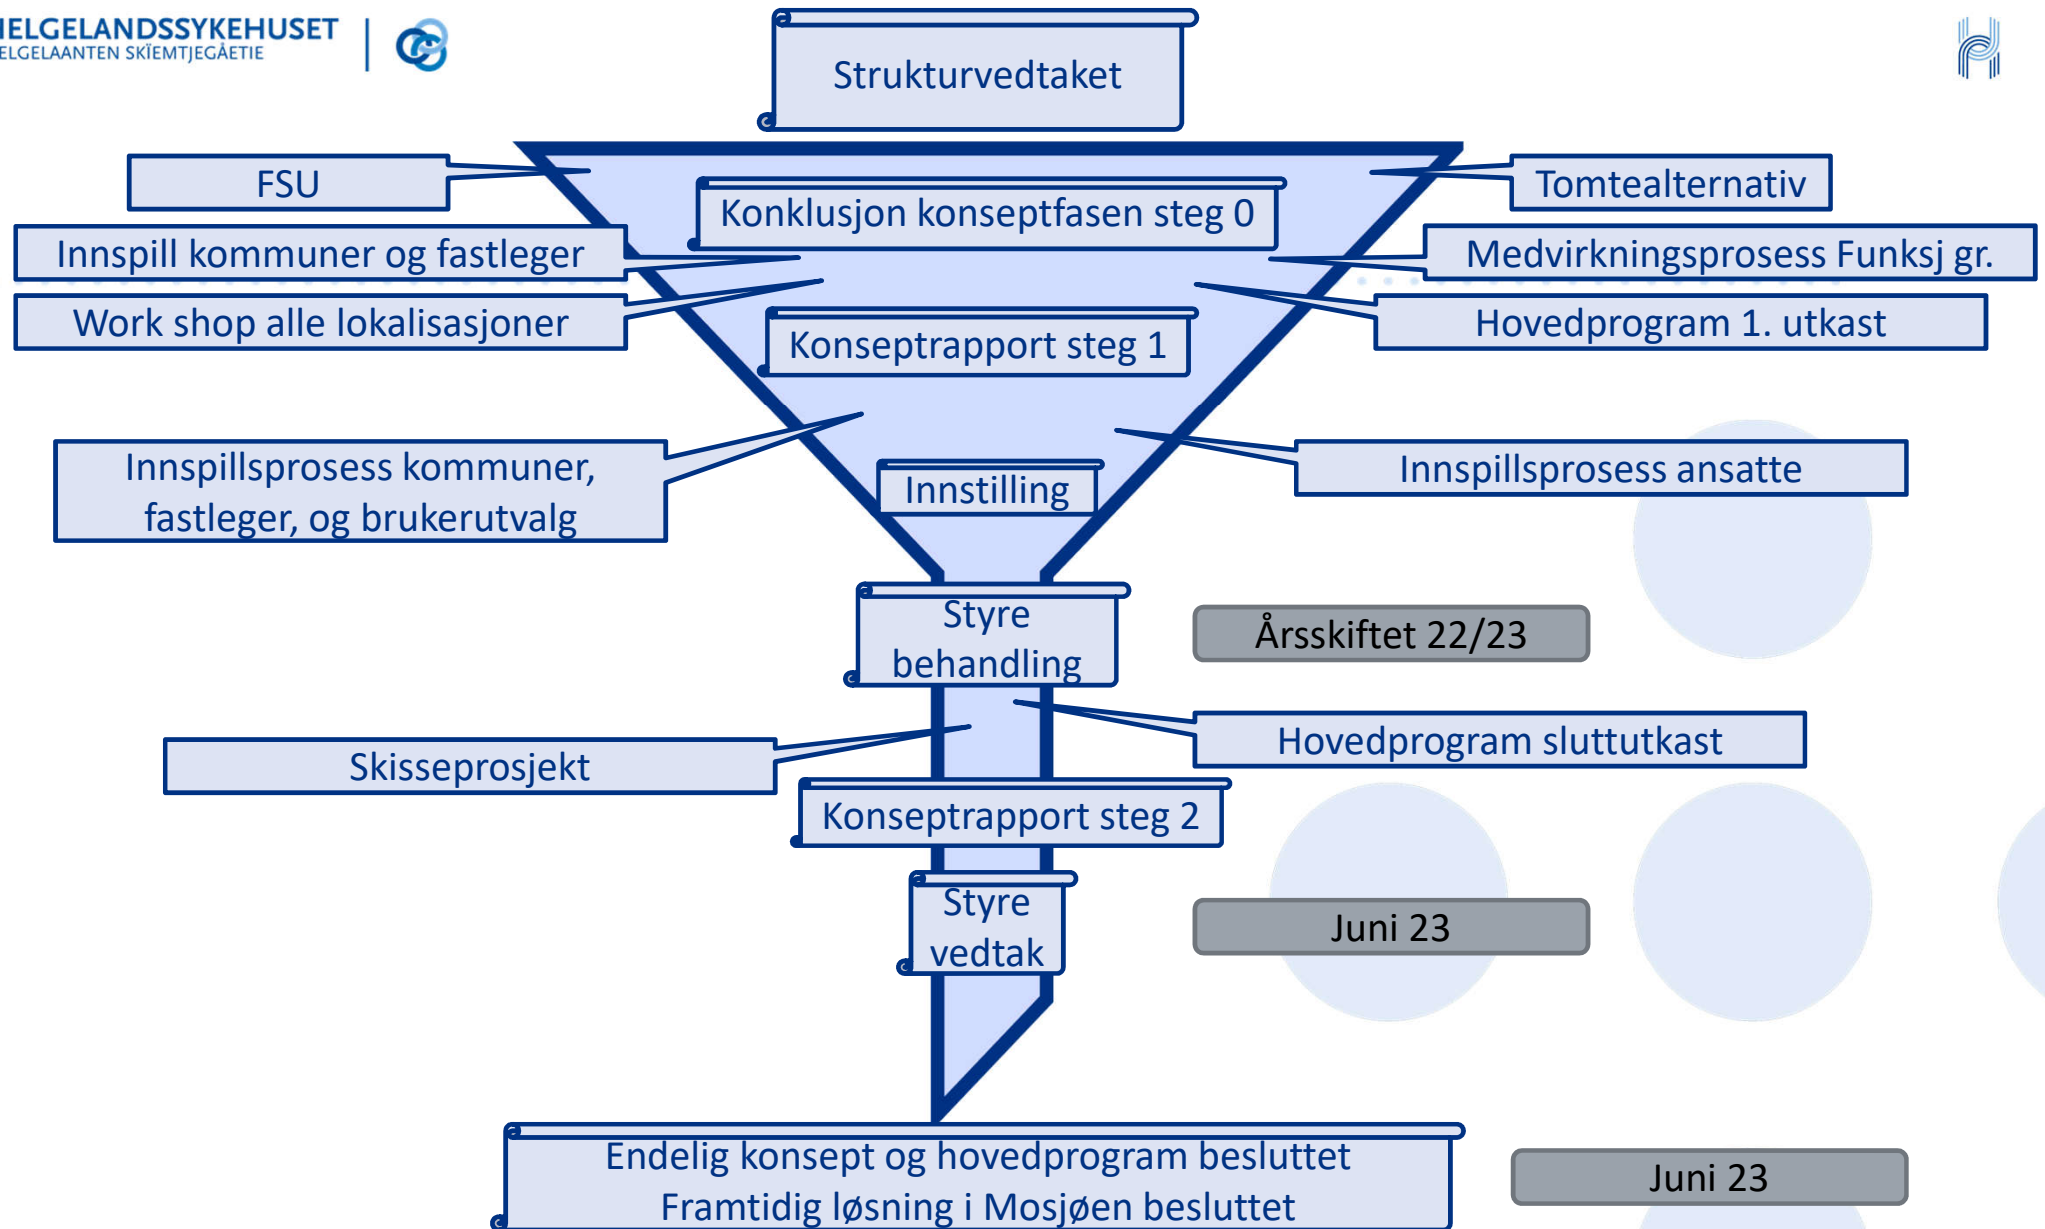 HELGELANDSSYKEHUSET
HELGELAANTEN SKÏEMTJEGÅETIE
Strukturvedtaket
FSU
Tomtealternativ
Konklusjon konseptfasen steg 0
Innspill kommuner og fastleger
Medvirkningsprosess Funksj gr.
Work shop alle lokalisasjoner
Hovedprogram 1. utkast
Konseptrapport steg 1
Innspillsprosess kommuner,
fastleger, og brukerutvalg
Innspillsprosess ansatte
Innstilling
Styre
behandling
Årsskiftet 22/23
Hovedprogram sluttutkast
Skisseprosjekt
Konseptrapport steg 2
Styre
vedtak
Juni 23
Endelig konsept og hovedprogram besluttet
Framtidig løsning i Mosjøen besluttet
Juni 23